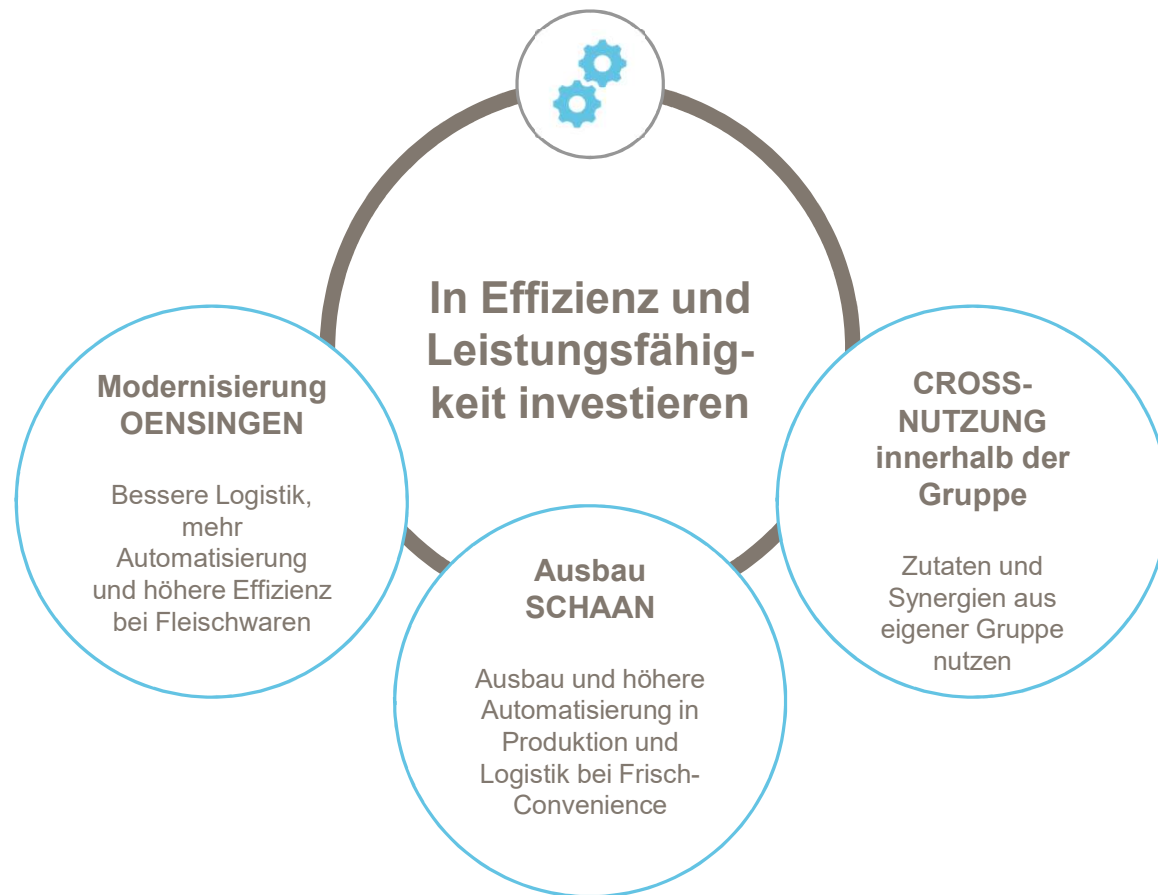 In Effizienz und
Leistungsfähig-
keit investieren
Modernisierung
OENSINGEN
Bessere Logistik,
mehr
Automatisierung
und höhere Effizienz
bei Fleischwaren
Ausbau
SCHAAN
Ausbau und höhere
Automatisierung in
Produktion und
Logistik bei Frisch-
Convenience
CROSS-
NUTZUNG
innerhalb der
Gruppe
Zutaten und
Synergien aus
eigener Gruppe
nutzen